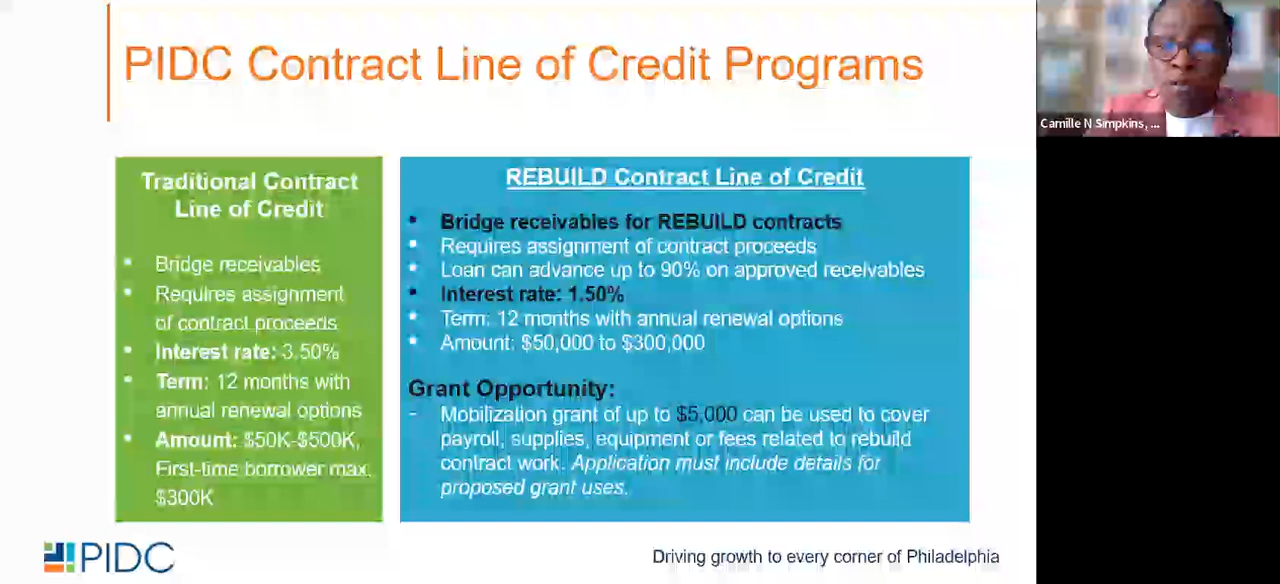 PIDC Contract Line of Credit Programs
Camille N Simpkins, ...
Traditional Contract
Line of Credit
• Bridge receivables
• Requires assignment
of contract proceeds
• Interest rate: 3.50%
• Term: 12 months with
annual renewal options
• Amount: $50K-$500K,
First-time borrower max.
$300K
REBUILD Contract Line of Credit
• Bridge receivables for REBUILD contracts
• Requires assignment of contract proceeds
• Loan can advance up to 90% on approved receivables
• Interest rate: 1.50%
• Term: 12 months with annual renewal options
• Amount: $50,000 to $300,000
Grant Opportunity:
- Mobilization grant of up to $5,000 can be used to cover
payroll, supplies, equipment or fees related to rebuild
contract work. Application must include details for
proposed grant uses.
PIDC
Driving growth to every corner of Philadelphia